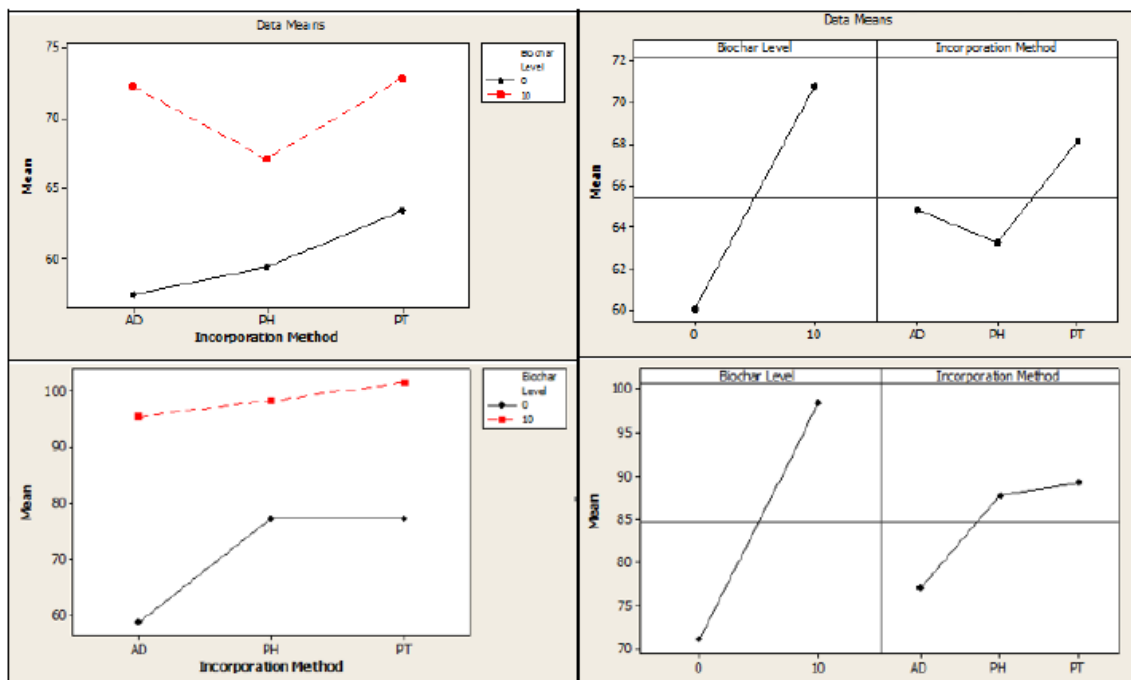 Data Means
75
70
65
60
Mean
AD PH PT
Incorporation Method
Biochar
Level
0
10
Data Means
Biochar Level Incorporation Method
72
70
68
66
64
62
60
Mean
0 10 AD PH PT
100
90
80
70
60
Mean
AD PH PT
Incorporation Method
Biochar
Level
0
10
Biochar Level Incorporation Method
100
95
90
85
80
75
70
Mean
0 10 AD PH PT